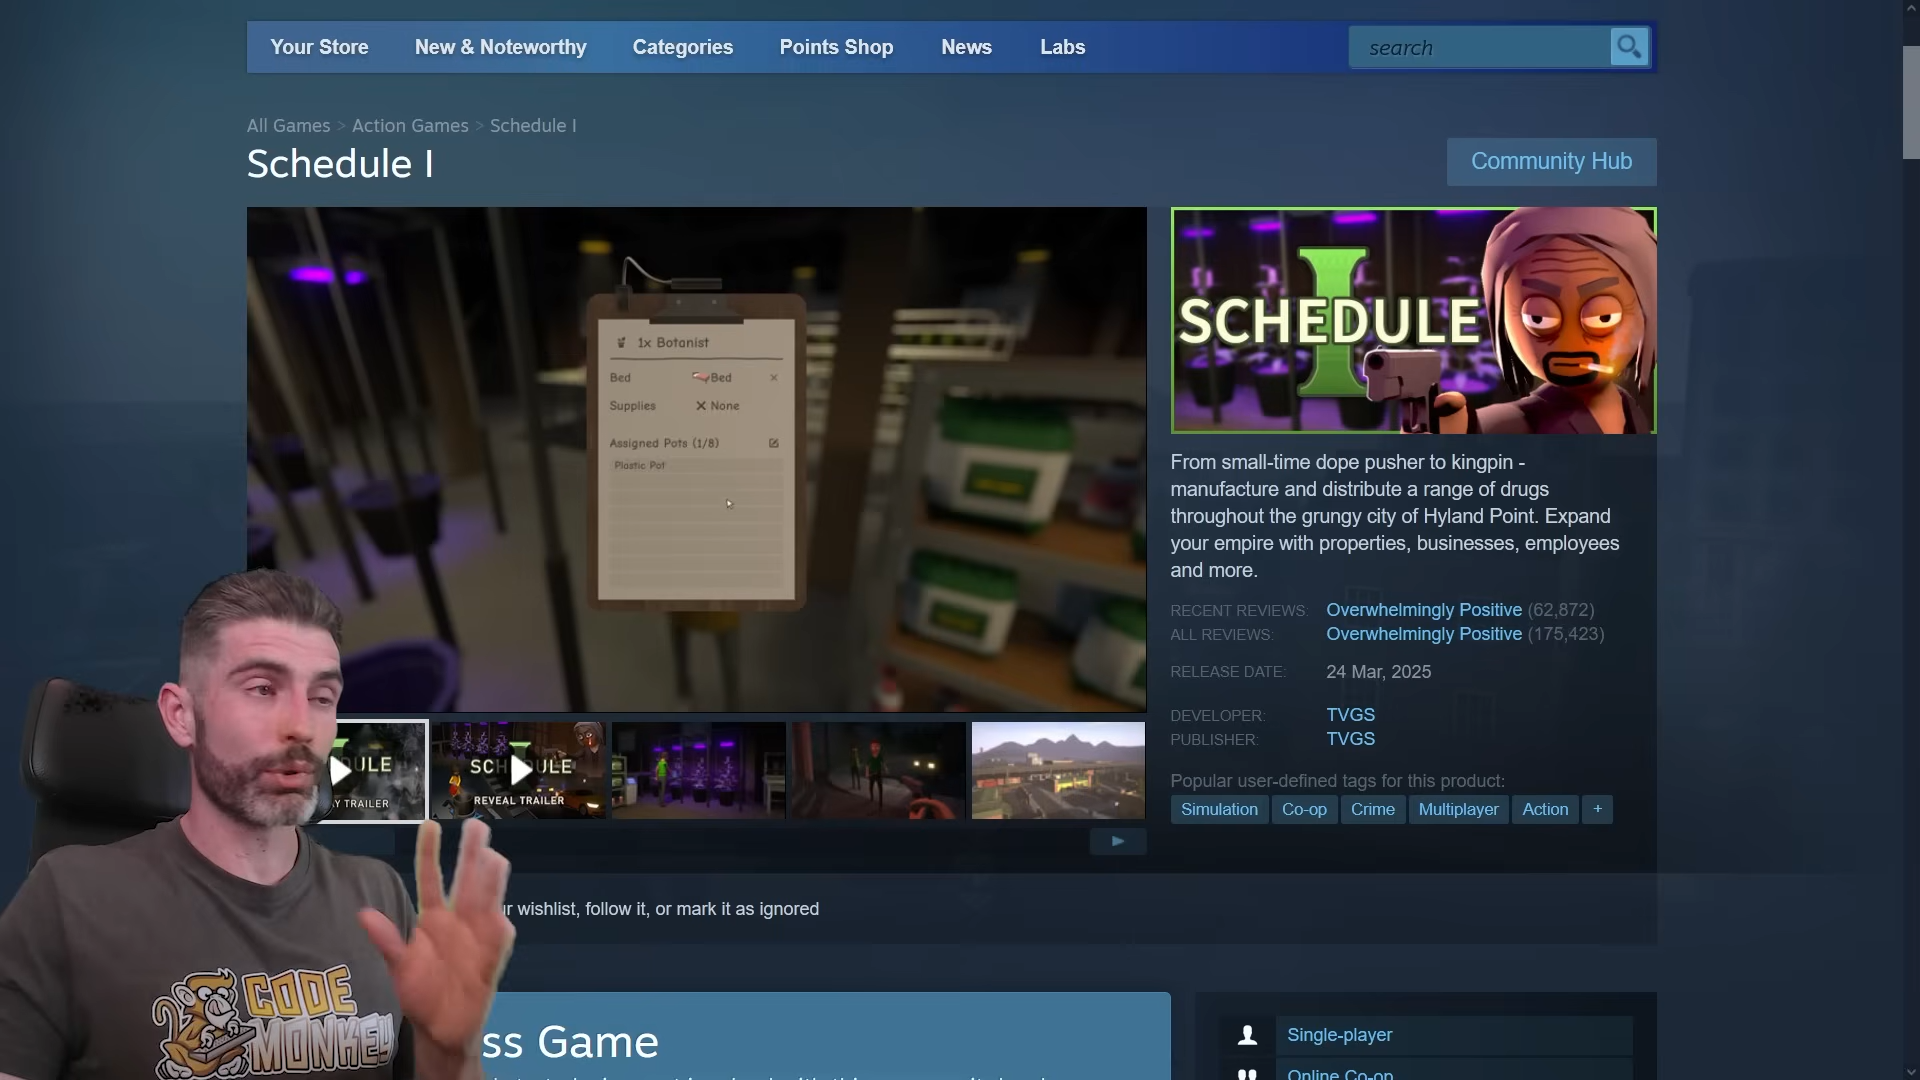 Your Store
New & Noteworthy
Categories
Points Shop
News
Labs
search
All Games > Action Games > Schedule I
Schedule I
Community Hub
1x Botanist
Bed
Bed
Supplies
None
Assigned Pots (1/8)
Plastic Pot
SCHEDULE
I
From small-time dope pusher to kingpin -
manufacture and distribute a range of drugs
throughout the grungy city of Hyland Point. Expand
your empire with properties, businesses, employees
and more.
RECENT REVIEWS: Overwhelmingly Positive (62,872)
ALL REVIEWS: Overwhelmingly Positive (175,423)
RELEASE DATE: 24 Mar, 2025
DEVELOPER: TVGS
PUBLISHER: TVGS
Popular user-defined tags for this product:
Simulation
Co-op
Crime
Multiplayer
Action
+
DULE
Y TRAILER
SCHEDULE
REVEAL TRAILER
ur wishlist, follow it, or mark it as ignored
ss Game
Single-player
Online Co-op
CODE
MONKEY